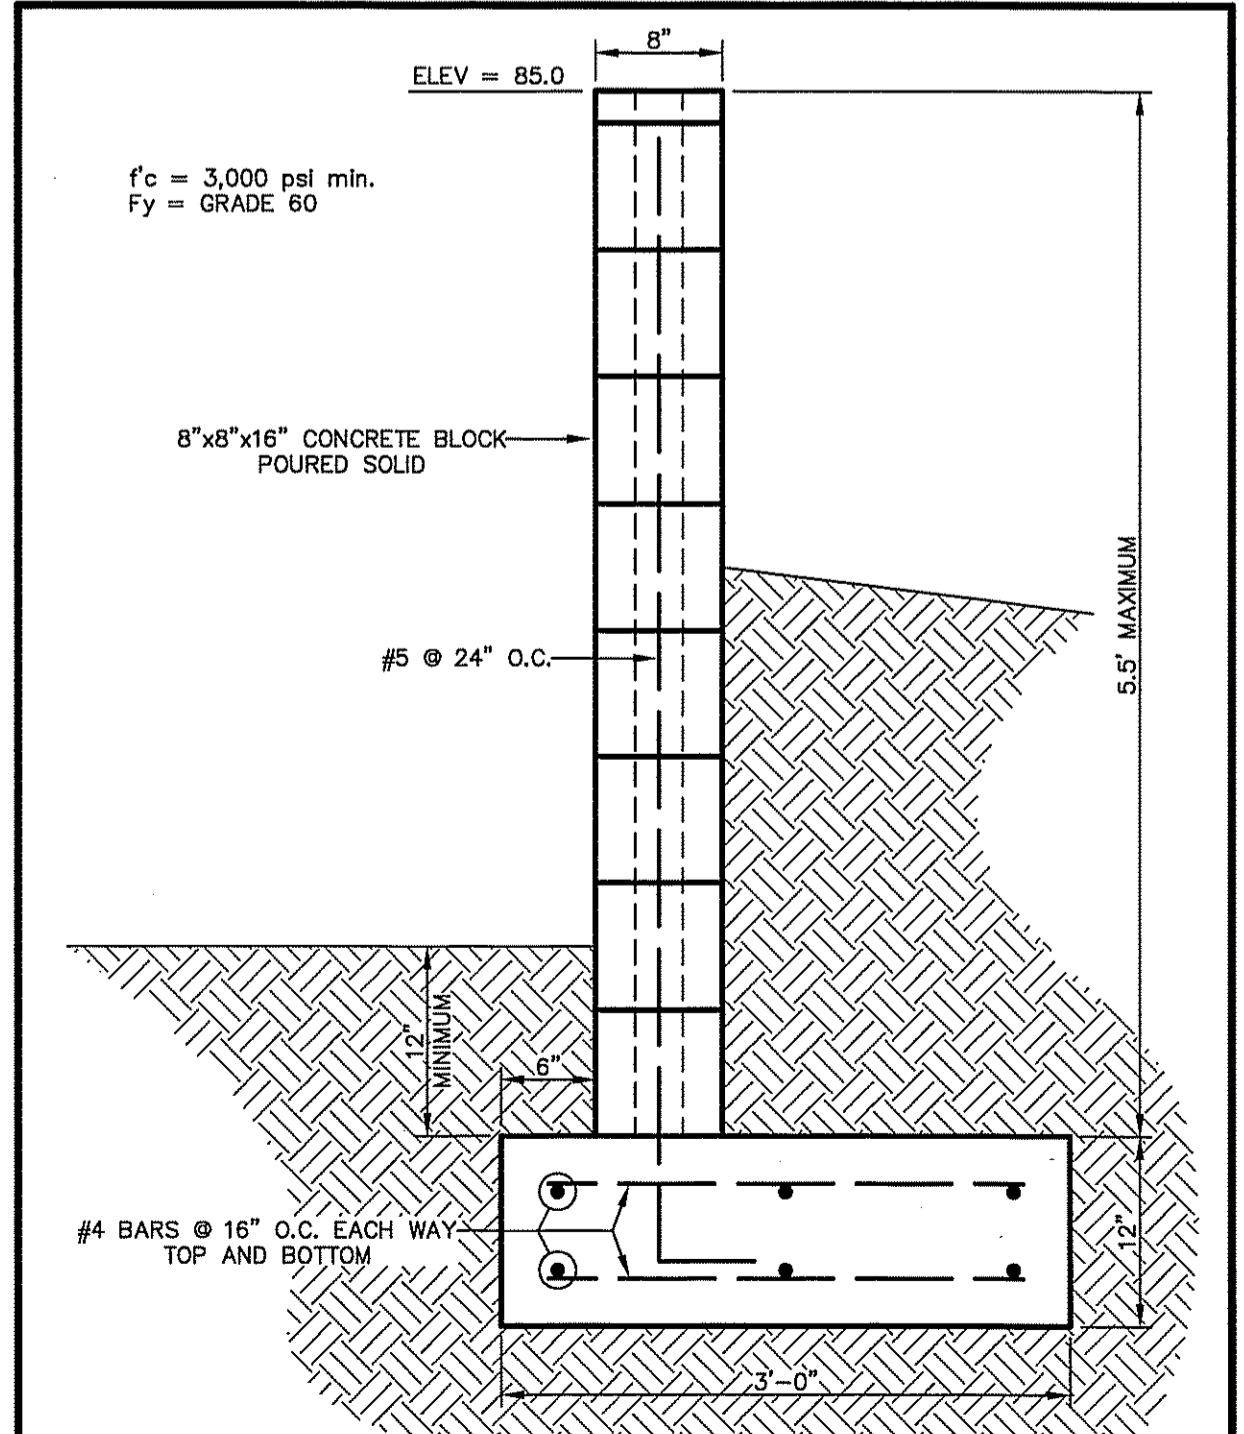 8"
ELEV = 85.0
f'c = 3,000 psi min.
Fy = GRADE 60
8"x8"x16" CONCRETE BLOCK
POURED SOLID
5.5' MAXIMUM
#5 @ 24" O.C.
12"
MINIMUM
6"
#4 BARS @ 16" O.C. EACH WAY
TOP AND BOTTOM
12"
3'-0"